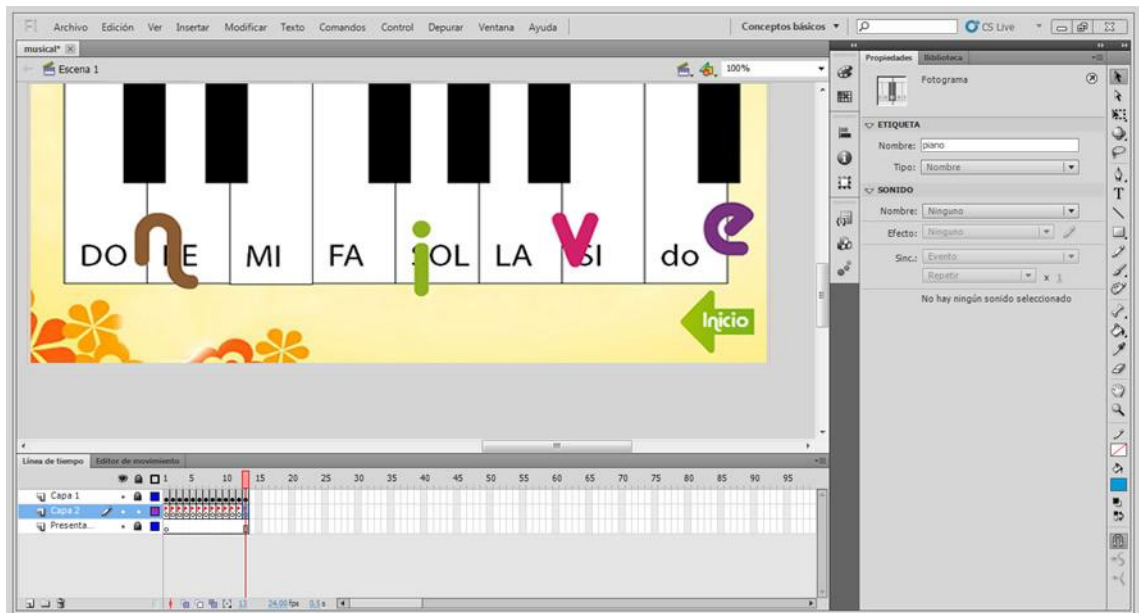 Fl Archivo Edición Ver Insertar Modificar Texto Comandos Control Depurar Ventana Ayuda Conceptos básicos CS Live
musical*
Escena 1 100%
DO RE MI FA SOL LA SI do
n i v e
Inicio
Propiedades Biblioteca
Fotograma
ETIQUETA
Nombre: piano
Tipo: Nombre
SONIDO
Nombre: Ninguno
Efecto: Ninguno
Sinc.: Evento
Repetir x 1
No hay ningún sonido seleccionado
Línea de tiempo Editor de movimiento
1 5 10 15 20 25 30 35 40 45 50 55 60 65 70 75 80 85 90 95
Capa 1
Capa 2
Presenta...
13 24.00 fps 0.5 s